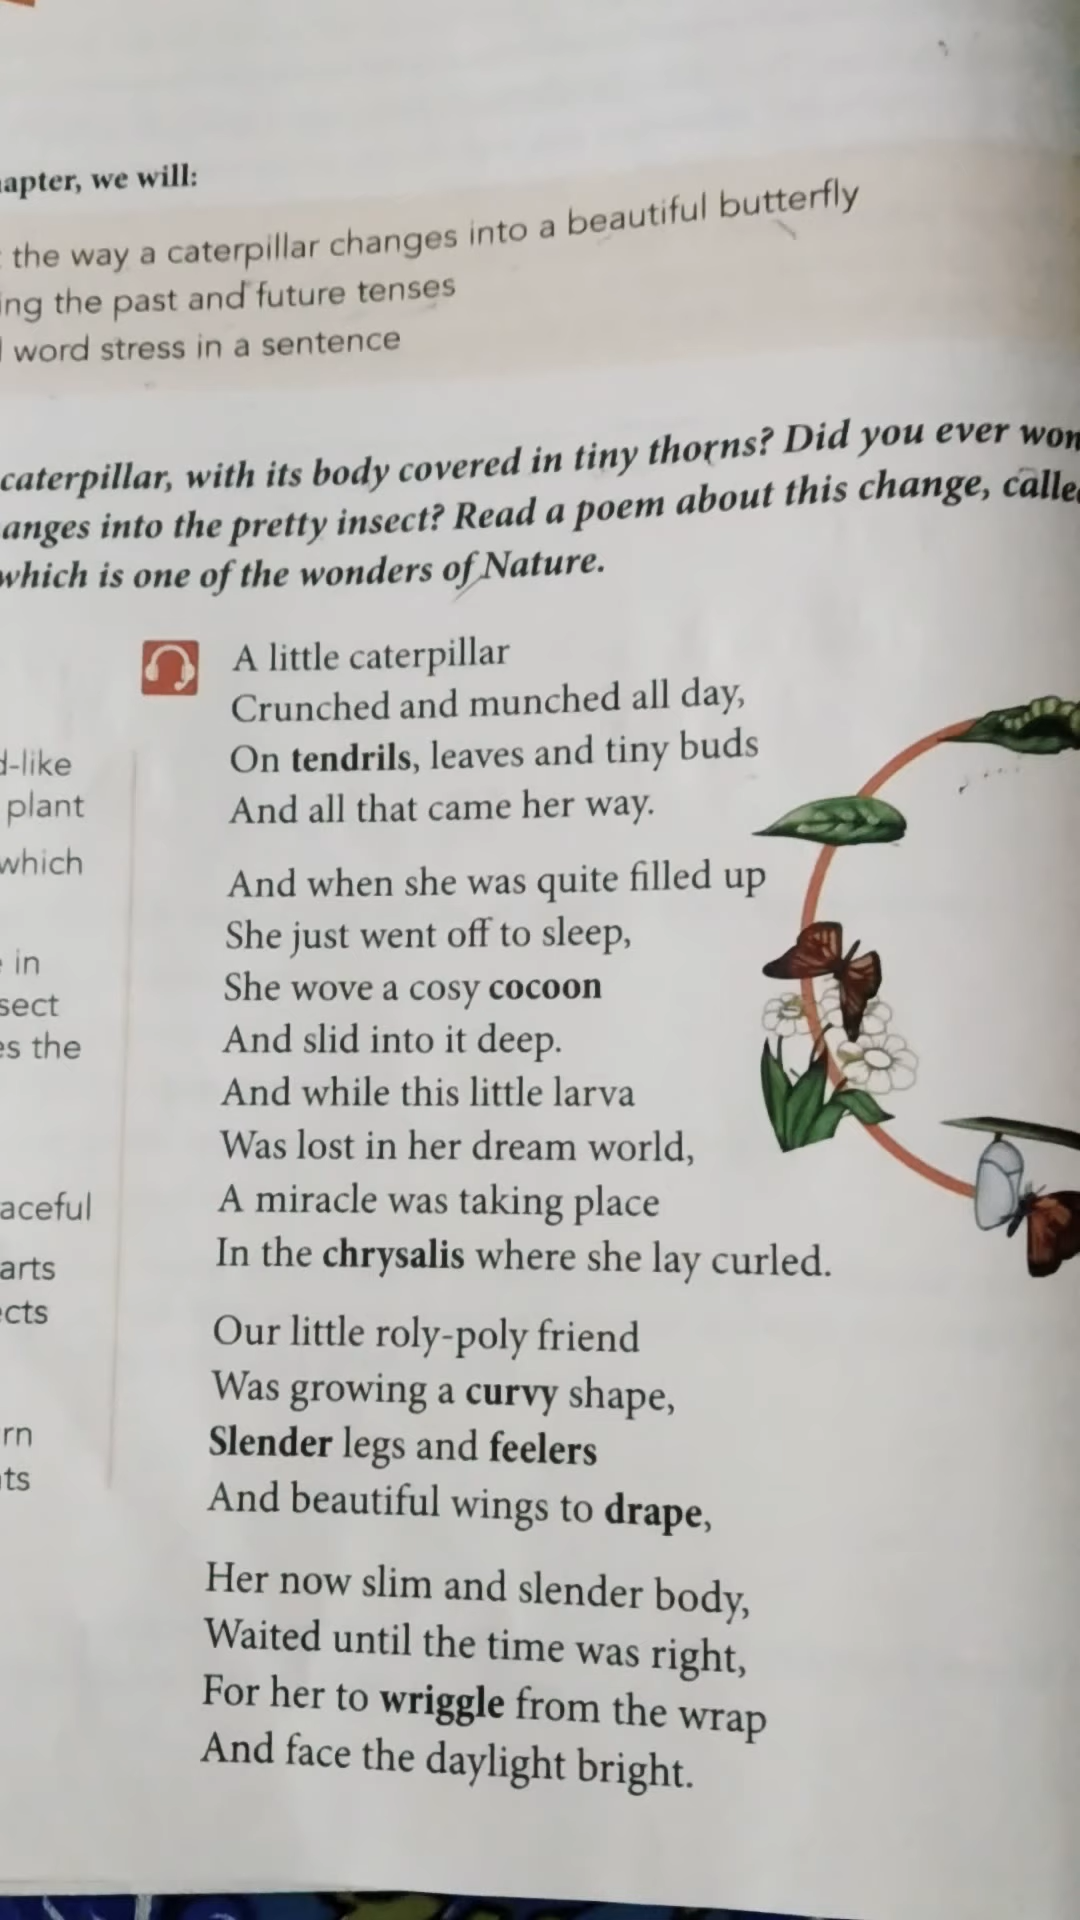 apter, we will:
the way a caterpillar changes into a beautiful butterfly
ing the past and future tenses
word stress in a sentence
caterpillar, with its body covered in tiny thorns? Did you ever won
anges into the pretty insect? Read a poem about this change, calle
which is one of the wonders of Nature.
A little caterpillar
Crunched and munched all day,
On tendrils, leaves and tiny buds
And all that came her way.
And when she was quite filled up
She just went off to sleep,
She wove a cosy cocoon
And slid into it deep.
And while this little larva
Was lost in her dream world,
A miracle was taking place
In the chrysalis where she lay curled.
Our little roly-poly friend
Was growing a curvy shape,
Slender legs and feelers
And beautiful wings to drape,
Her now slim and slender body,
Waited until the time was right,
For her to wriggle from the wrap
And face the daylight bright.
d-like
plant
which
in
sect
es the
aceful
arts
ects
rn
ts